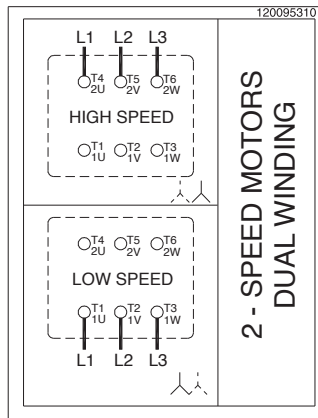 120095310
L1 L2 L3
T4 T5 T6
2U 2V 2W
HIGH SPEED
T1 T2 T3
1U 1V 1W
T4 T5 T6
2U 2V 2W
LOW SPEED
T1 T2 T3
1U 1V 1W
L1 L2 L3
2 - SPEED MOTORS
DUAL WINDING